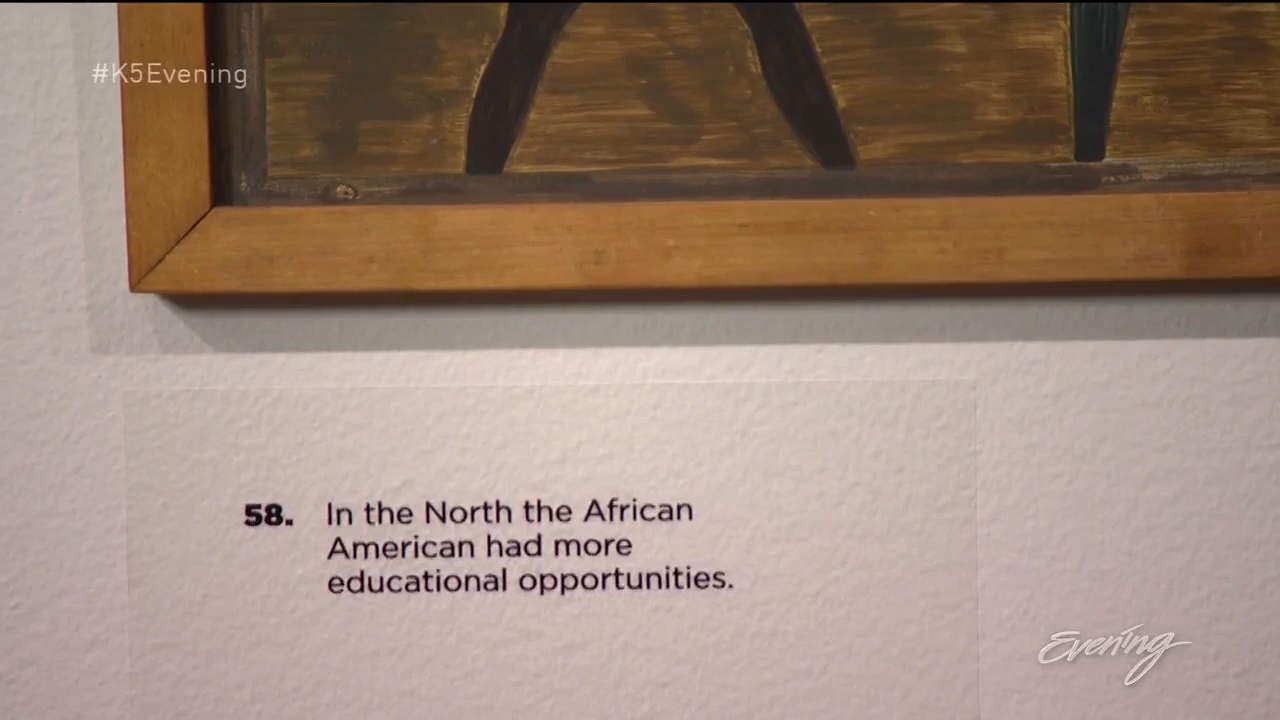 #K5Evening
58. In the North the African
American had more
educational opportunities.
Evening